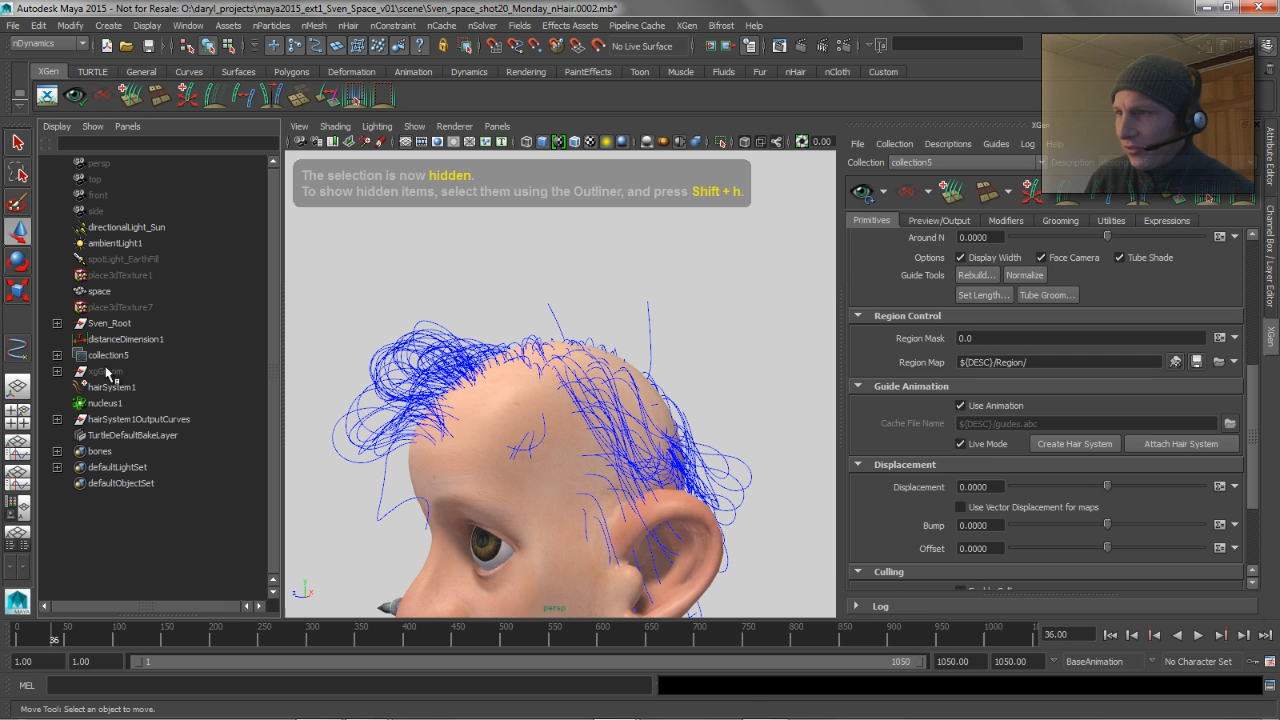 Autodesk Maya 2015 - Not for Resale: O:\daryl_projects\maya2015_ext1_Sven_Space_v01\scene\Sven_space_shot20_Monday_nHair.0002.mb*
File Edit Modify Create Display Window Assets nParticles nMesh nHair nConstraint nCache nSolver Fields Effects Assets Pipeline Cache XGen Bifrost Help
nDynamics No Live Surface
XGen TURTLE General Curves Surfaces Polygons Deformation Animation Dynamics Rendering PaintEffects Toon Muscle Fluids Fur nHair nCloth Custom
Display Show Panels
View Shading Lighting Show Renderer Panels
0.00
persp
top
front
side
directionalLight_Sun
ambientLight1
spotLight_EarthFill
place3dTexture1
space
place3dTexture7
Sven_Root
distanceDimension1
collection5
hairSystem1
nucleus1
hairSystem1OutputCurves
TurtleDefaultBakeLayer
bones
defaultLightSet
defaultObjectSet
The selection is now hidden.
To show hidden items, select them using the Outliner, and press Shift + h.
persp
File Collection Descriptions Guides Log Help
Collection collection5
Primitives Preview/Output Modifiers Grooming Utilities Expressions
Around N 0.0000
Options Display Width Face Camera Tube Shade
Guide Tools Rebuild... Normalize
Set Length... Tube Groom...
Region Control
Region Mask 0.0
Region Map ${DESC}/Region/
Guide Animation
Use Animation
Cache File Name ${DESC}/guides.abc
Live Mode Create Hair System Attach Hair System
Displacement
Displacement 0.0000
Use Vector Displacement for maps
Bump 0.0000
Offset 0.0000
Culling
Log
Attribute Editor
Channel Box / Layer Editor
XGen
0 50 100 150 200 250 300 350 400 450 500 550 600 650 700 750 800 850 900 950 1000
36 36.00
1.00 1.00 1 1050 1050.00 1050.00 BaseAnimation No Character Set
MEL
Move Tool: Select an object to move.